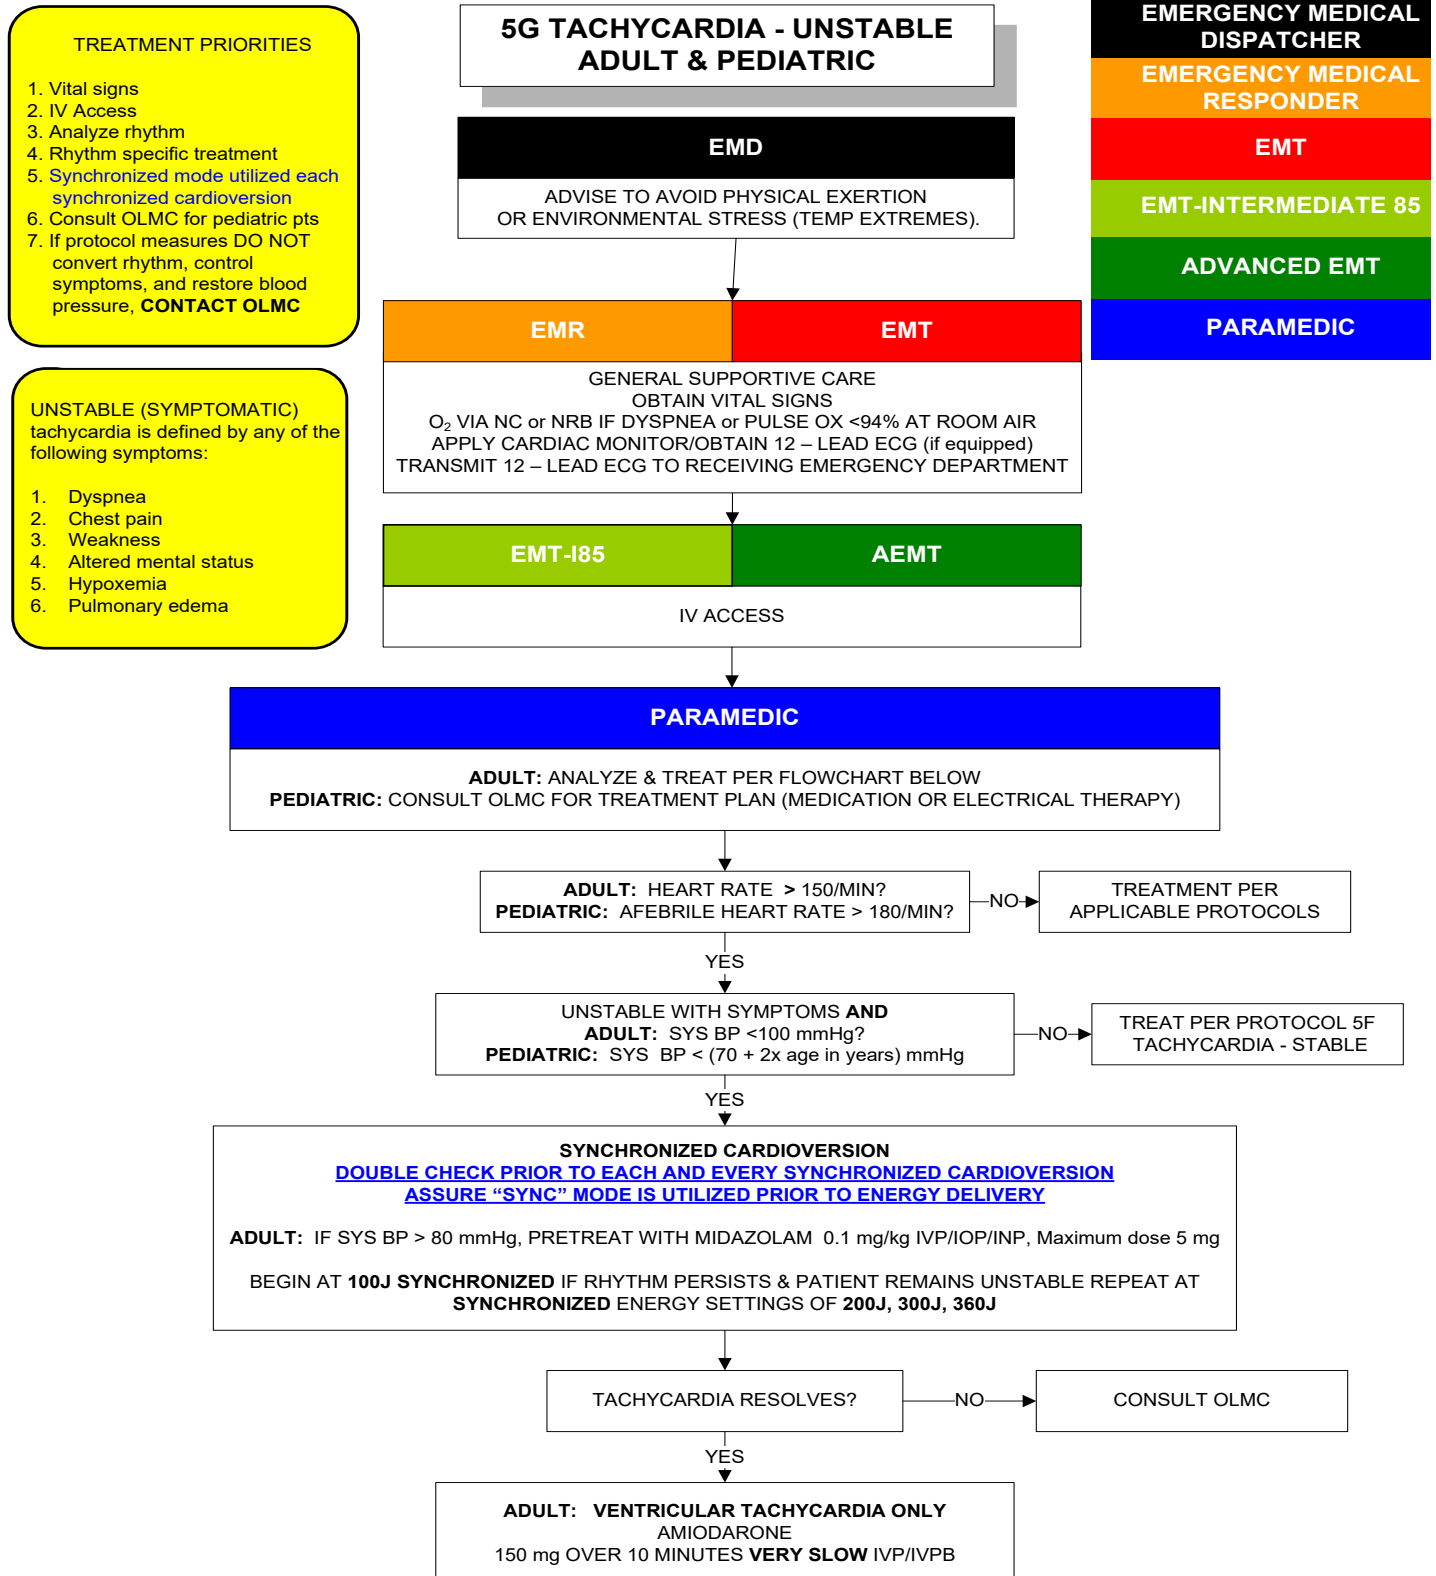 TREATMENT PRIORITIES
1. Vital signs
2. IV Access
3. Analyze rhythm
4. Rhythm specific treatment
5. Synchronized mode utilized each
synchronized cardioversion
6. Consult OLMC for pediatric pts
7. If protocol measures DO NOT
convert rhythm, control
symptoms, and restore blood
pressure, CONTACT OLMC
UNSTABLE (SYMPTOMATIC)
tachycardia is defined by any of the
following symptoms:
1. Dyspnea
2. Chest pain
3. Weakness
4. Altered mental status
5. Hypoxemia
6. Pulmonary edema
5G TACHYCARDIA - UNSTABLE
ADULT & PEDIATRIC
EMERGENCY MEDICAL
DISPATCHER
EMERGENCY MEDICAL
RESPONDER
EMT
EMT-INTERMEDIATE 85
ADVANCED EMT
PARAMEDIC
EMD
ADVISE TO AVOID PHYSICAL EXERTION
OR ENVIRONMENTAL STRESS (TEMP EXTREMES).
EMR
EMT
GENERAL SUPPORTIVE CARE
OBTAIN VITAL SIGNS
O₂ VIA NC or NRB IF DYSPNEA or PULSE OX <94% AT ROOM AIR
APPLY CARDIAC MONITOR/OBTAIN 12 – LEAD ECG (if equipped)
TRANSMIT 12 – LEAD ECG TO RECEIVING EMERGENCY DEPARTMENT
EMT-I85
AEMT
IV ACCESS
PARAMEDIC
ADULT: ANALYZE & TREAT PER FLOWCHART BELOW
PEDIATRIC: CONSULT OLMC FOR TREATMENT PLAN (MEDICATION OR ELECTRICAL THERAPY)
ADULT: HEART RATE > 150/MIN?
PEDIATRIC: AFEBRILE HEART RATE > 180/MIN?
NO
TREATMENT PER
APPLICABLE PROTOCOLS
YES
UNSTABLE WITH SYMPTOMS AND
ADULT: SYS BP <100 mmHg?
PEDIATRIC: SYS BP < (70 + 2x age in years) mmHg
NO
TREAT PER PROTOCOL 5F
TACHYCARDIA - STABLE
YES
SYNCHRONIZED CARDIOVERSION
DOUBLE CHECK PRIOR TO EACH AND EVERY SYNCHRONIZED CARDIOVERSION
ASSURE “SYNC” MODE IS UTILIZED PRIOR TO ENERGY DELIVERY
ADULT: IF SYS BP > 80 mmHg, PRETREAT WITH MIDAZOLAM 0.1 mg/kg IVP/IOP/INP, Maximum dose 5 mg
BEGIN AT 100J SYNCHRONIZED IF RHYTHM PERSISTS & PATIENT REMAINS UNSTABLE REPEAT AT
SYNCHRONIZED ENERGY SETTINGS OF 200J, 300J, 360J
TACHYCARDIA RESOLVES?
NO
CONSULT OLMC
YES
ADULT: VENTRICULAR TACHYCARDIA ONLY
AMIODARONE
150 mg OVER 10 MINUTES VERY SLOW IVP/IVPB